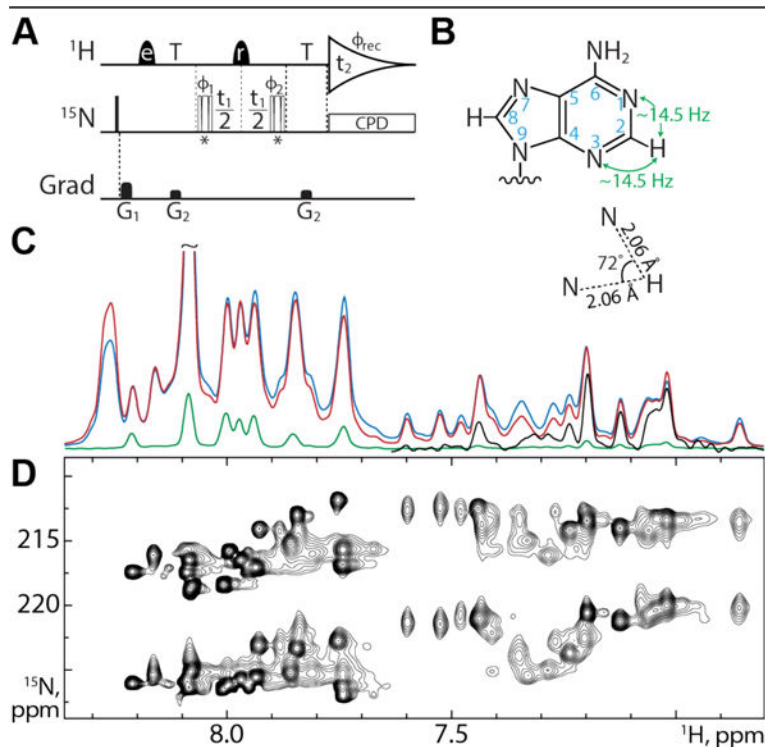 A
¹H
e
T
r
T
ϕrec
t₂
ϕ₁
t₁
2
t₁
2
ϕ₂
¹⁵N
*
*
CPD
Grad
G₁
G₂
G₂
B
NH₂
N
7
5
6
1
N
~14.5 Hz
H
8
9
4
3
2
H
N
N
~14.5 Hz
N
2.06 Å
72°
N
H
2.06 Å
C
~
D
215
220
¹⁵N,
ppm
8.0
7.5
¹H, ppm